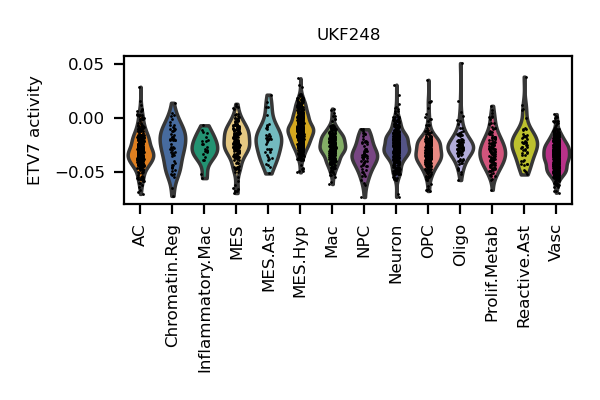 UKF248
ETV7 activity
0.05
0.00
−0.05
AC
Chromatin.Reg
Inflammatory.Mac
MES
MES.Ast
MES.Hyp
Mac
NPC
Neuron
OPC
Oligo
Prolif.Metab
Reactive.Ast
Vasc